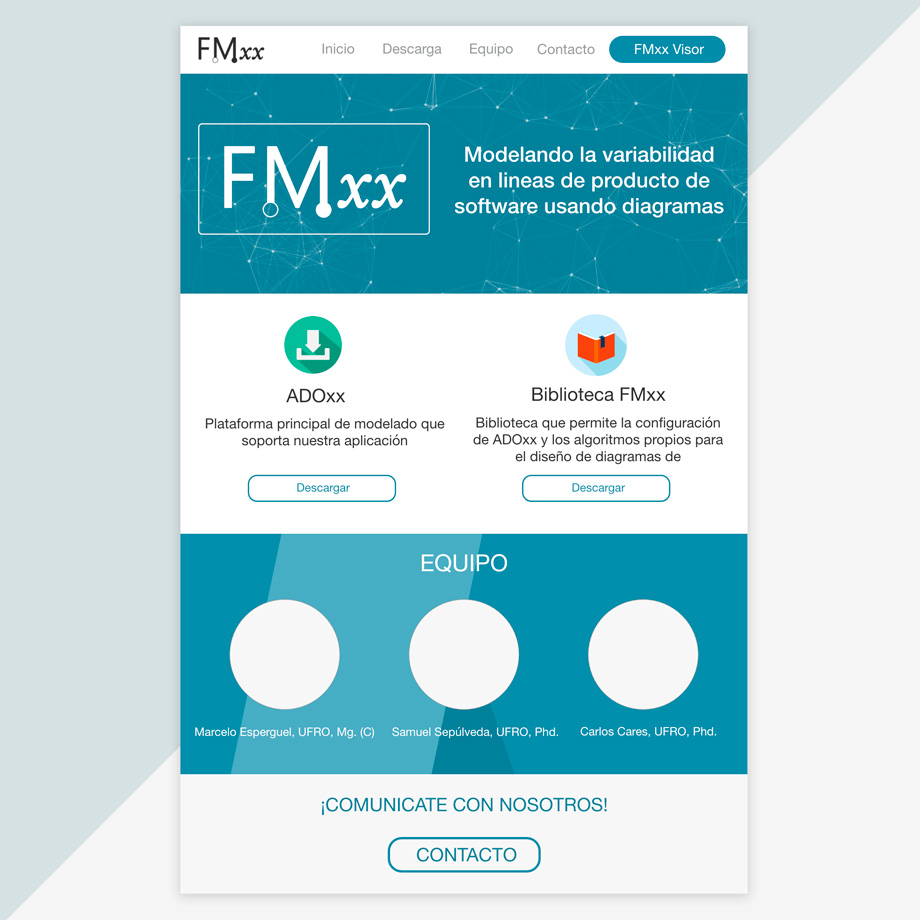 FMxx Inicio Descarga Equipo Contacto FMxx Visor
FMxx
Modelando la variabilidad
en lineas de producto de
software usando diagramas
ADOxx
Plataforma principal de modelado que
soporta nuestra aplicación
Descargar
Biblioteca FMxx
Biblioteca que permite la configuración
de ADOxx y los algoritmos propios para
el diseño de diagramas de
Descargar
EQUIPO
Marcelo Esperguel, UFRO, Mg. (C)
Samuel Sepúlveda, UFRO, Phd.
Carlos Cares, UFRO, Phd.
¡COMUNICATE CON NOSOTROS!
CONTACTO